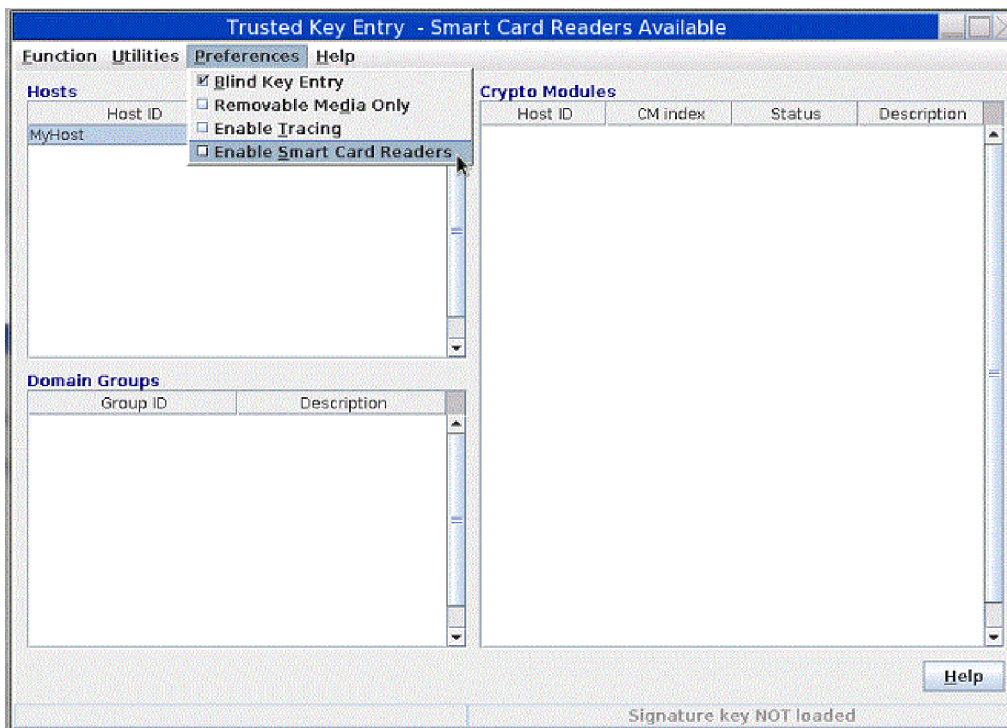 Trusted Key Entry - Smart Card Readers Available
Function Utilities Preferences Help
Blind Key Entry
Removable Media Only
Enable Tracing
Enable Smart Card Readers
Hosts
Host ID
MyHost
Crypto Modules
Host ID CM index Status Description
Domain Groups
Group ID Description
Help
Signature key NOT loaded